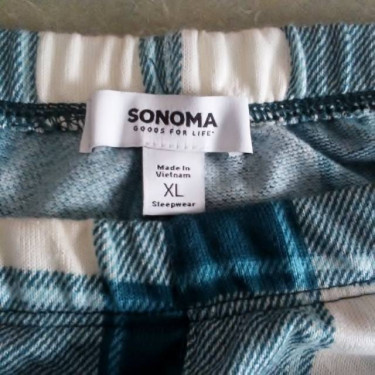 SONOMA
GOODS FOR LIFE
Made in
Vietnam
XL
Sleepwear